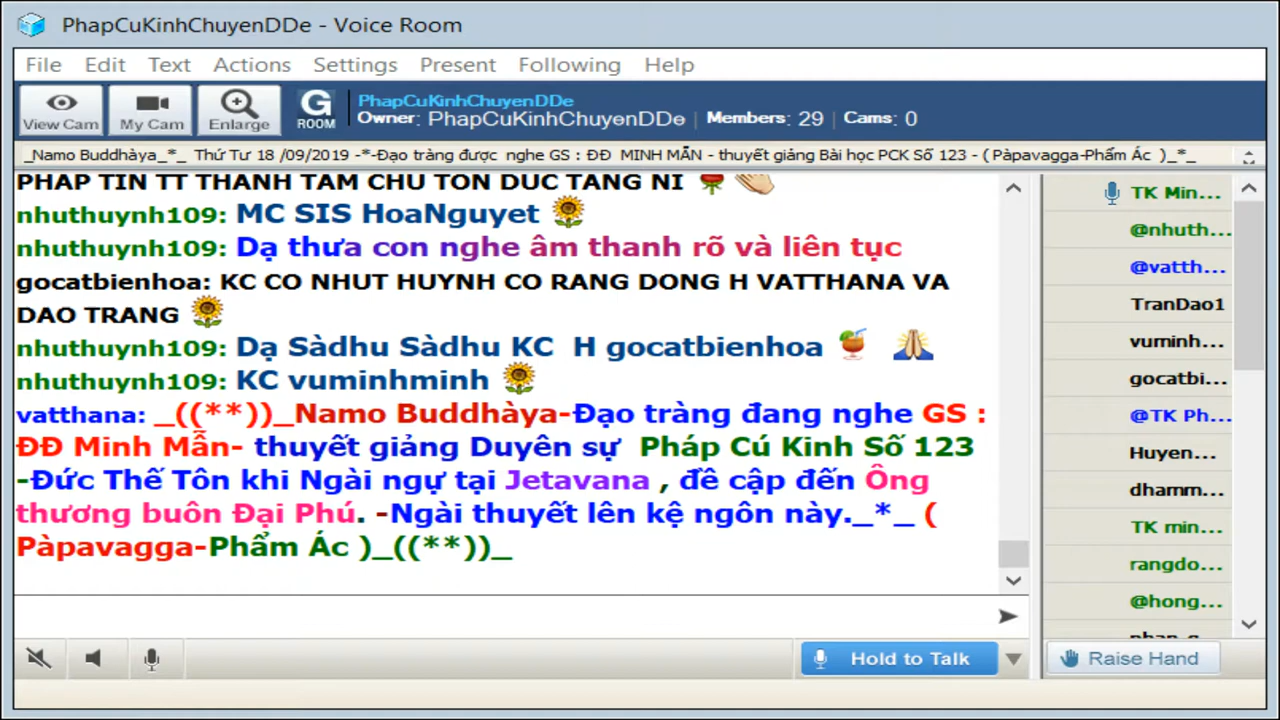 PhapCuKinhChuyenDDe - Voice Room
File Edit Text Actions Settings Present Following Help
View Cam My Cam Enlarge G ROOM
PhapCuKinhChuyenDDe
Owner: PhapCuKinhChuyenDDe | Members: 29 | Cams: 0
_Namo Buddhàya_*_ Thứ Tư 18 /09/2019 -*-Đạo tràng được nghe GS : ĐĐ MINH MẪN - thuyết giảng Bài học PCK Số 123 - ( Pàpavagga-Phẩm Ác )_*_
PHAP TIN TT THANH TAM CHU TON DUC TANG NI
nhuthuynh109: MC SIS HoaNguyet
nhuthuynh109: Dạ thưa con nghe âm thanh rõ và liên tục
gocatbienhoa: KC CO NHUT HUYNH CO RANG DONG H VATTHANA VA
DAO TRANG
nhuthuynh109: Dạ Sàdhu Sàdhu KC H gocatbienhoa
nhuthuynh109: KC vuminhminh
vatthana: _((**))_Namo Buddhàya-Đạo tràng đang nghe GS :
ĐĐ Minh Mẫn- thuyết giảng Duyên sự Pháp Cú Kinh Số 123
-Đức Thế Tôn khi Ngài ngự tại Jetavana , đề cập đến Ông
thương buôn Đại Phú. -Ngài thuyết lên kệ ngôn này._*_ (
Pàpavagga-Phẩm Ác )_((**))_
TK Min...
@nhuth...
@vatth...
TranDao1
vuminh...
gocatbi...
@TK Ph...
Huyen...
dhamm...
TK min...
rangdo...
@hong...
Hold to Talk
Raise Hand